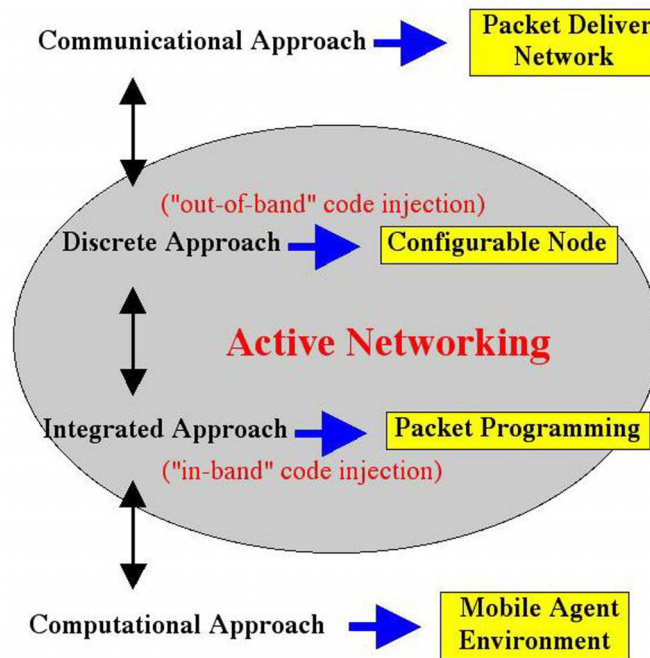 Communicational Approach
Packet Deliver
Network
("out-of-band" code injection)
Discrete Approach
Configurable Node
Active Networking
Integrated Approach
Packet Programming
("in-band" code injection)
Computational Approach
Mobile Agent
Environment